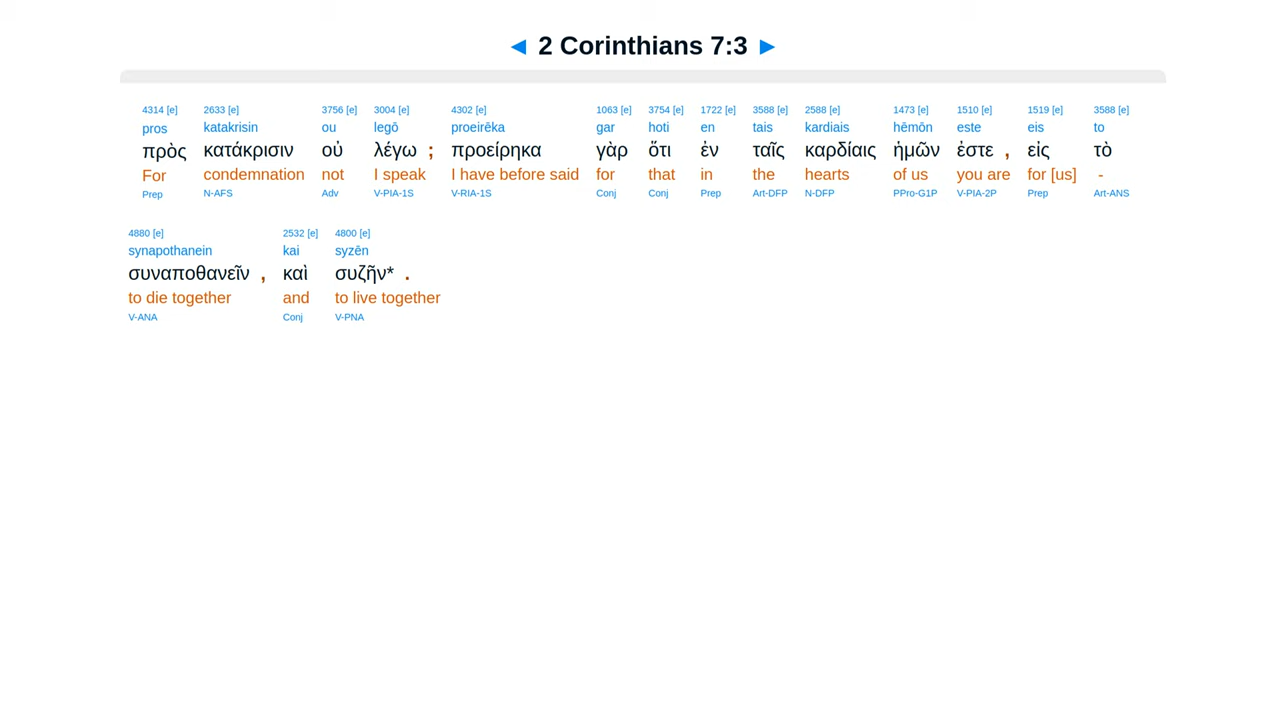 ◄ 2 Corinthians 7:3 ►
4314 [e] 2633 [e] 3756 [e] 3004 [e] 4302 [e] 1063 [e] 3754 [e] 1722 [e] 3588 [e] 2588 [e] 1473 [e] 1510 [e] 1519 [e] 3588 [e]
pros katakrisin ou legō proeirēka gar hoti en tais kardiais hēmōn este eis to
πρὸς κατάκρισιν οὐ λέγω ; προείρηκα γὰρ ὅτι ἐν ταῖς καρδίαις ἡμῶν ἐστε , εἰς τὸ
For condemnation not I speak I have before said for that in the hearts of us you are for [us] -
Prep N-AFS Adv V-PIA-1S V-RIA-1S Conj Conj Prep Art-DFP N-DFP PPro-G1P V-PIA-2P Prep Art-ANS
4880 [e] 2532 [e] 4800 [e]
synapothanein kai syzēn
συναποθανεῖν , καὶ συζῆν* .
to die together and to live together
V-ANA Conj V-PNA